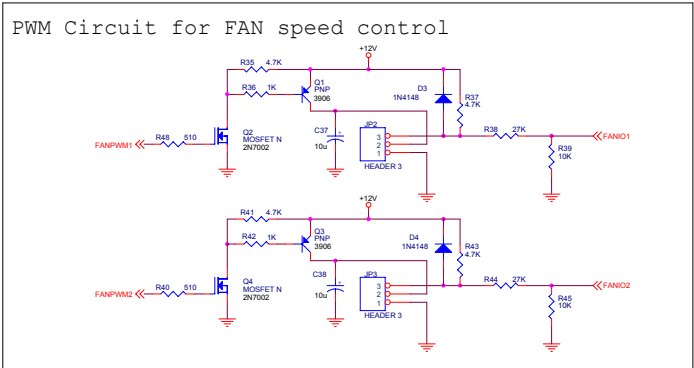 PWM Circuit for FAN speed control
+12V
R35 4.7K
R36 1K
Q1
PNP
3906
D3
1N4148
R37
4.7K
C37
10u
JP2
3
2
1
HEADER 3
R38 27K
FANIO1
R39
10K
Q2
MOSFET N
2N7002
R48 510
FANPWM1
+12V
R41 4.7K
R42 1K
Q3
PNP
3906
D4
1N4148
R43
4.7K
C38
10u
JP3
3
2
1
HEADER 3
R44 27K
FANIO2
R45
10K
Q4
MOSFET N
2N7002
R40 510
FANPWM2